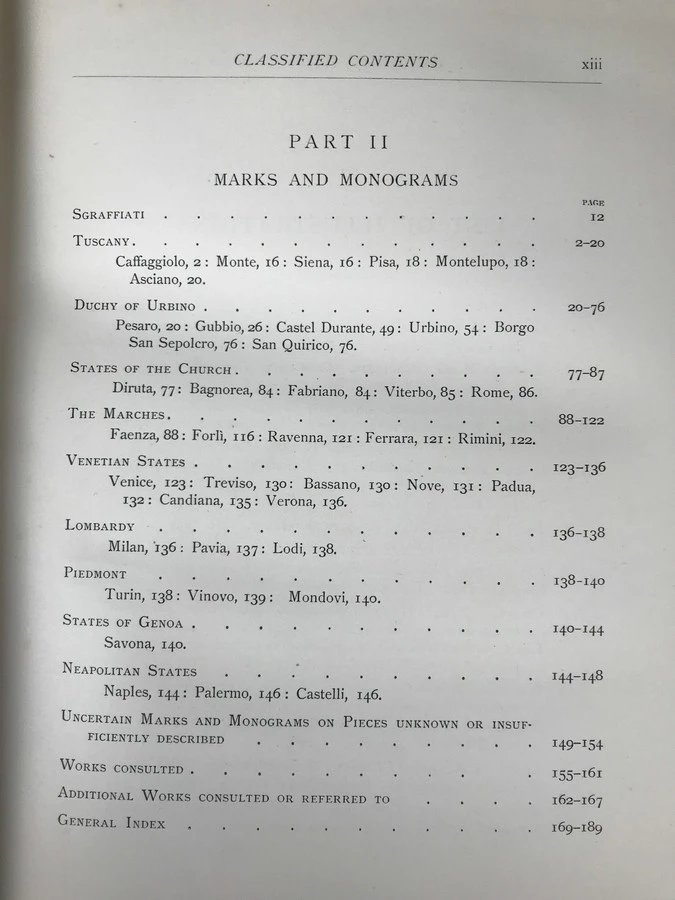 CLASSIFIED CONTENTS xiii
PART II
MARKS AND MONOGRAMS
PAGE
SGRAFFIATI . . . . . . . . . . . . 12
TUSCANY. . . . . . . . . . . . . 2–20
Caffaggiolo, 2 : Monte, 16 : Siena, 16 : Pisa, 18 : Montelupo, 18 :
Asciano, 20.
DUCHY OF URBINO . . . . . . . . . . . 20–76
Pesaro, 20 : Gubbio, 26 : Castel Durante, 49 : Urbino, 54 : Borgo
San Sepolcro, 76 : San Quirico, 76.
STATES OF THE CHURCH . . . . . . . . . . 77–87
Diruta, 77 : Bagnorea, 84 : Fabriano, 84 : Viterbo, 85 : Rome, 86.
THE MARCHES. . . . . . . . . . . . 88–122
Faenza, 88 : Forlì, 116 : Ravenna, 121 : Ferrara, 121 : Rimini, 122.
VENETIAN STATES . . . . . . . . . . . 123–136
Venice, 123 : Treviso, 130 : Bassano, 130 : Nove, 131 : Padua,
132 : Candiana, 135 : Verona, 136.
LOMBARDY . . . . . . . . . . . . 136–138
Milan, 136 : Pavia, 137 : Lodi, 138.
PIEDMONT . . . . . . . . . . . . 138–140
Turin, 138 : Vinovo, 139 : Mondovi, 140.
STATES OF GENOA . . . . . . . . . . . 140–144
Savona, 140.
NEAPOLITAN STATES . . . . . . . . . . 144–148
Naples, 144 : Palermo, 146 : Castelli, 146.
UNCERTAIN MARKS AND MONOGRAMS ON PIECES UNKNOWN OR INSUF-
FICIENTLY DESCRIBED . . . . . . . . . 149–154
WORKS CONSULTED . . . . . . . . . . 155–161
ADDITIONAL WORKS CONSULTED OR REFERRED TO . . . . 162–167
GENERAL INDEX . . . . . . . . . . . 169–189